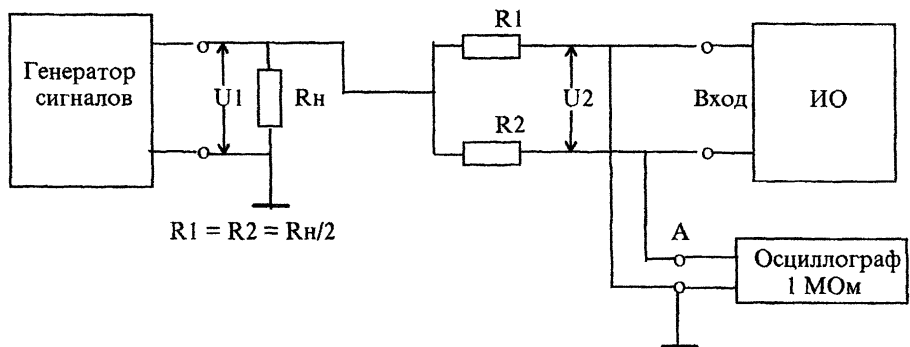 Генератор
сигналов
U1
Rн
R1
R2
U2
Вход
ИО
R1 = R2 = Rн/2
А
Осциллограф
1 МОм